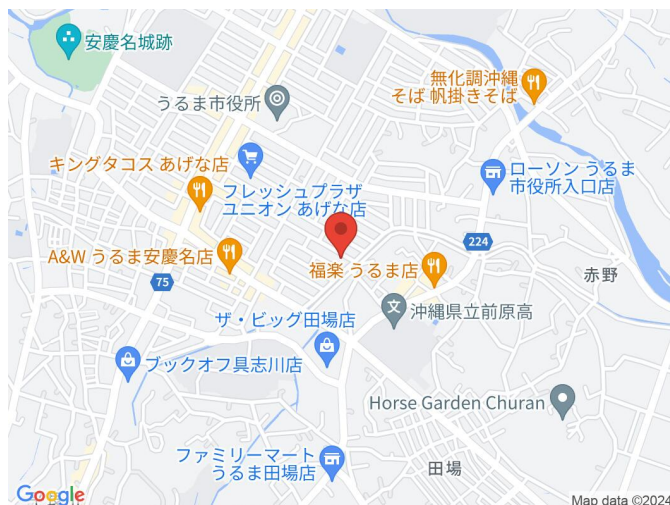 安慶名城跡
うるま市役所
無化調沖縄
そば 帆掛きそば
キングタコス あげな店
フレッシュプラザ
ユニオン あげな店
ローソン うるま
市役所入口店
A&W うるま安慶名店
福楽 うるま店
224
赤野
75
沖縄県立前原高
ザ・ビッグ田場店
ブックオフ具志川店
Horse Garden Churan
ファミリーマート
うるま田場店
田場
Google
Map data ©2024